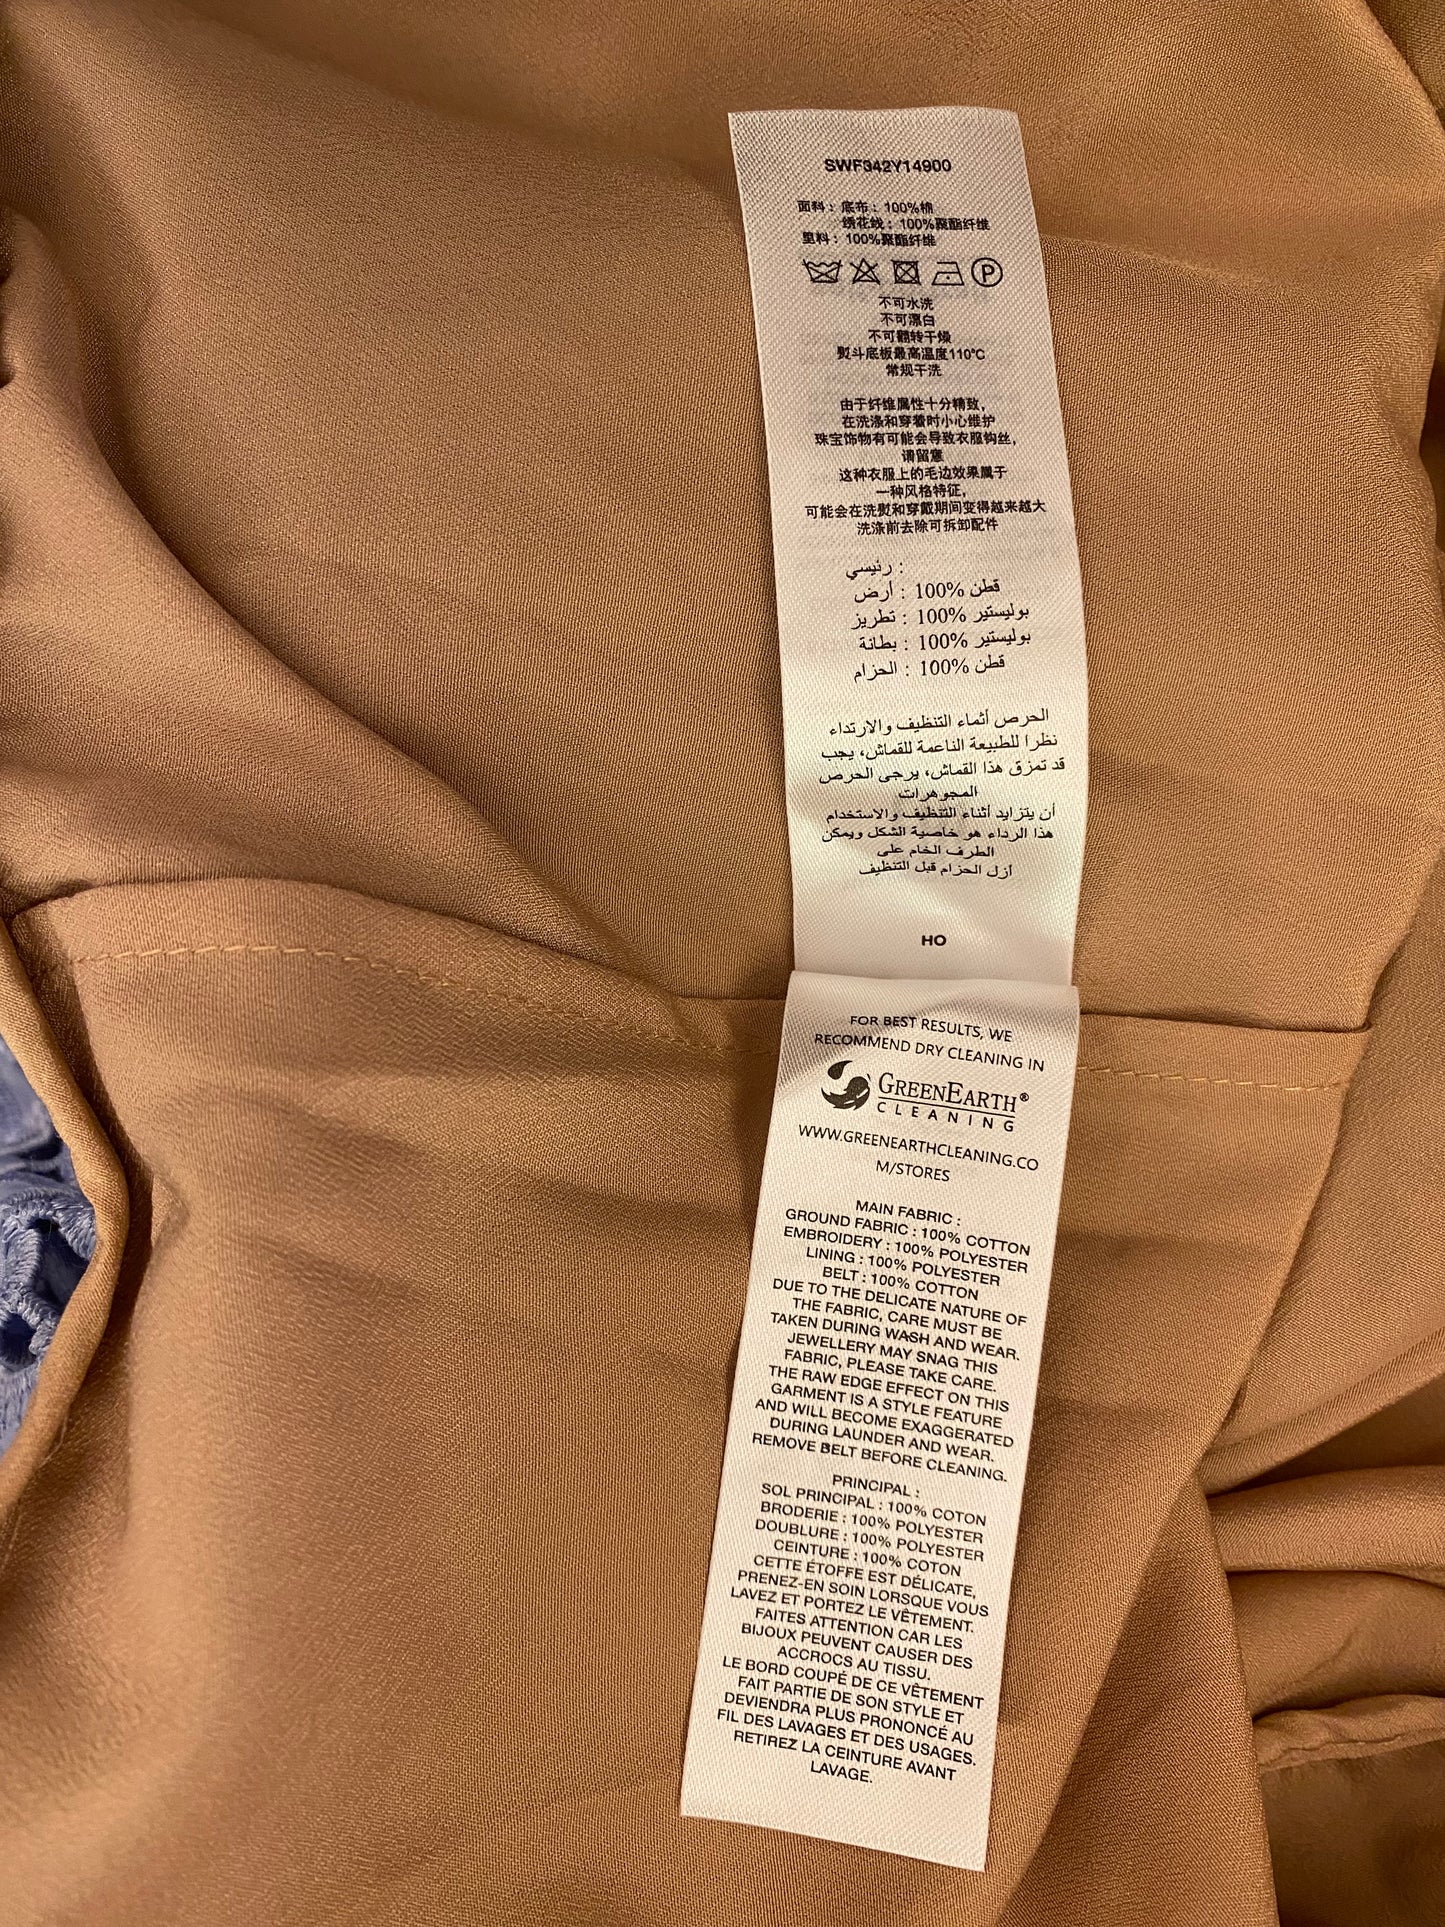 SWF342Y14900
面料：底布：100%棉
绣花线：100%聚酯纤维
里料：100%聚酯纤维
P
不可水洗
不可漂白
不可翻转干燥
熨斗底板最高温度110℃
常规干洗
由于纤维属性十分精致，
在洗涤和穿着时小心维护
珠宝饰物有可能会导致衣服钩丝，
请留意
这种衣服上的毛边效果属于
一种风格特征，
可能会在洗熨和穿戴期间变得越来越大
洗涤前去除可拆卸配件
رئيسي :
أرض : 100% قطن
تطريز : 100% بوليستير
بطانة : 100% بوليستير
الحزام : 100% قطن
الحرص أثماء التنظيف والارتداء
نظرا للطبيعة الناعمة للقماش، يجب
قد تمزق هذا القماش، يرجى الحرص
المجوهرات
أن يتزايد أثناء التنظيف والاستخدام
هذا الرداء هو خاصية الشكل ويمكن
الطرف الخام على
أزل الحزام قبل التنظيف
HO
FOR BEST RESULTS, WE
RECOMMEND DRY CLEANING IN
GREENEARTH®
CLEANING
WWW.GREENEARTHCLEANING.CO
M/STORES
MAIN FABRIC :
GROUND FABRIC : 100% COTTON
EMBROIDERY : 100% POLYESTER
LINING : 100% POLYESTER
BELT : 100% COTTON
DUE TO THE DELICATE NATURE OF
THE FABRIC, CARE MUST BE
TAKEN DURING WASH AND WEAR.
JEWELLERY MAY SNAG THIS
FABRIC, PLEASE TAKE CARE.
THE RAW EDGE EFFECT ON THIS
GARMENT IS A STYLE FEATURE
AND WILL BECOME EXAGGERATED
DURING LAUNDER AND WEAR.
REMOVE BELT BEFORE CLEANING.
PRINCIPAL :
SOL PRINCIPAL : 100% COTON
BRODERIE : 100% POLYESTER
DOUBLURE : 100% POLYESTER
CEINTURE : 100% COTON
CETTE ÉTOFFE EST DÉLICATE,
PRENEZ-EN SOIN LORSQUE VOUS
LAVEZ ET PORTEZ LE VÊTEMENT.
FAITES ATTENTION CAR LES
BIJOUX PEUVENT CAUSER DES
ACCROCS AU TISSU.
LE BORD COUPÉ DE CE VÊTEMENT
FAIT PARTIE DE SON STYLE ET
DEVIENDRA PLUS PRONONCÉ AU
FIL DES LAVAGES ET DES USAGES.
RETIREZ LA CEINTURE AVANT
LAVAGE.